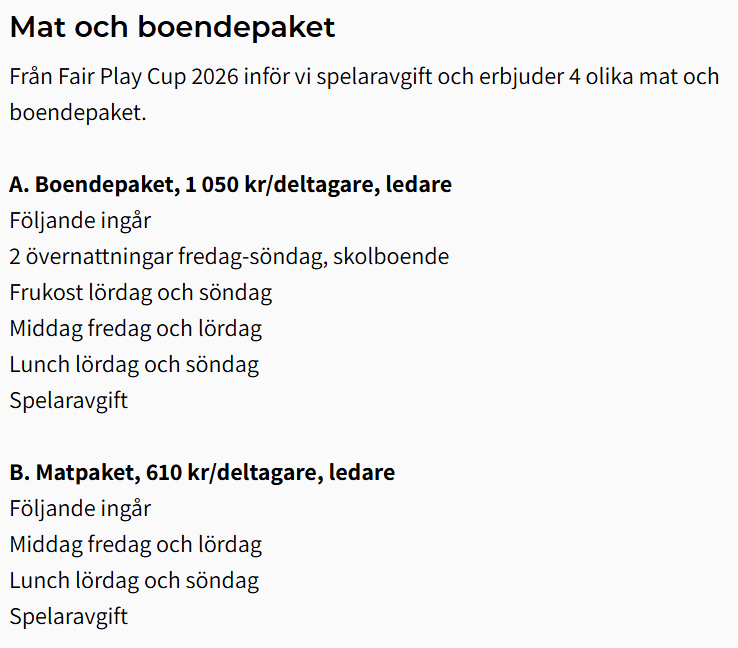 Mat och boendepaket
Från Fair Play Cup 2026 inför vi spelaravgift och erbjuder 4 olika mat och
boendepaket.
A. Boendepaket, 1 050 kr/deltagare, ledare
Följande ingår
2 övernattningar fredag-söndag, skolboende
Frukost lördag och söndag
Middag fredag och lördag
Lunch lördag och söndag
Spelaravgift
B. Matpaket, 610 kr/deltagare, ledare
Följande ingår
Middag fredag och lördag
Lunch lördag och söndag
Spelaravgift